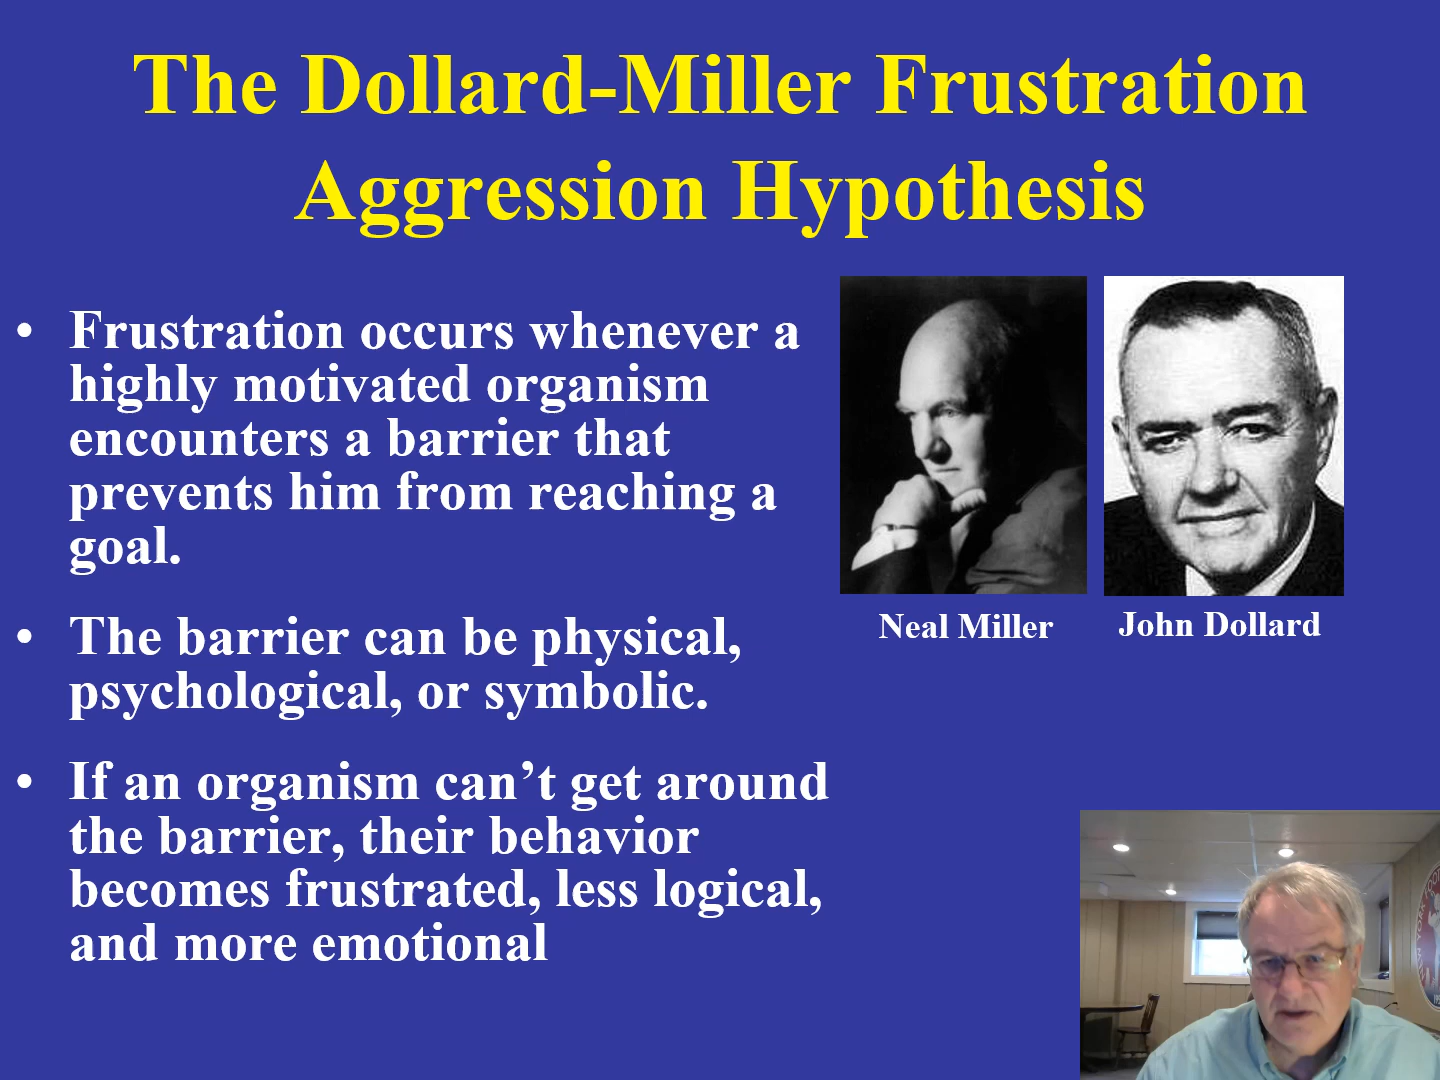 The Dollard-Miller Frustration
Aggression Hypothesis
• Frustration occurs whenever a
highly motivated organism
encounters a barrier that
prevents him from reaching a
goal.
• The barrier can be physical,
psychological, or symbolic.
• If an organism can’t get around
the barrier, their behavior
becomes frustrated, less logical,
and more emotional
Neal Miller
John Dollard